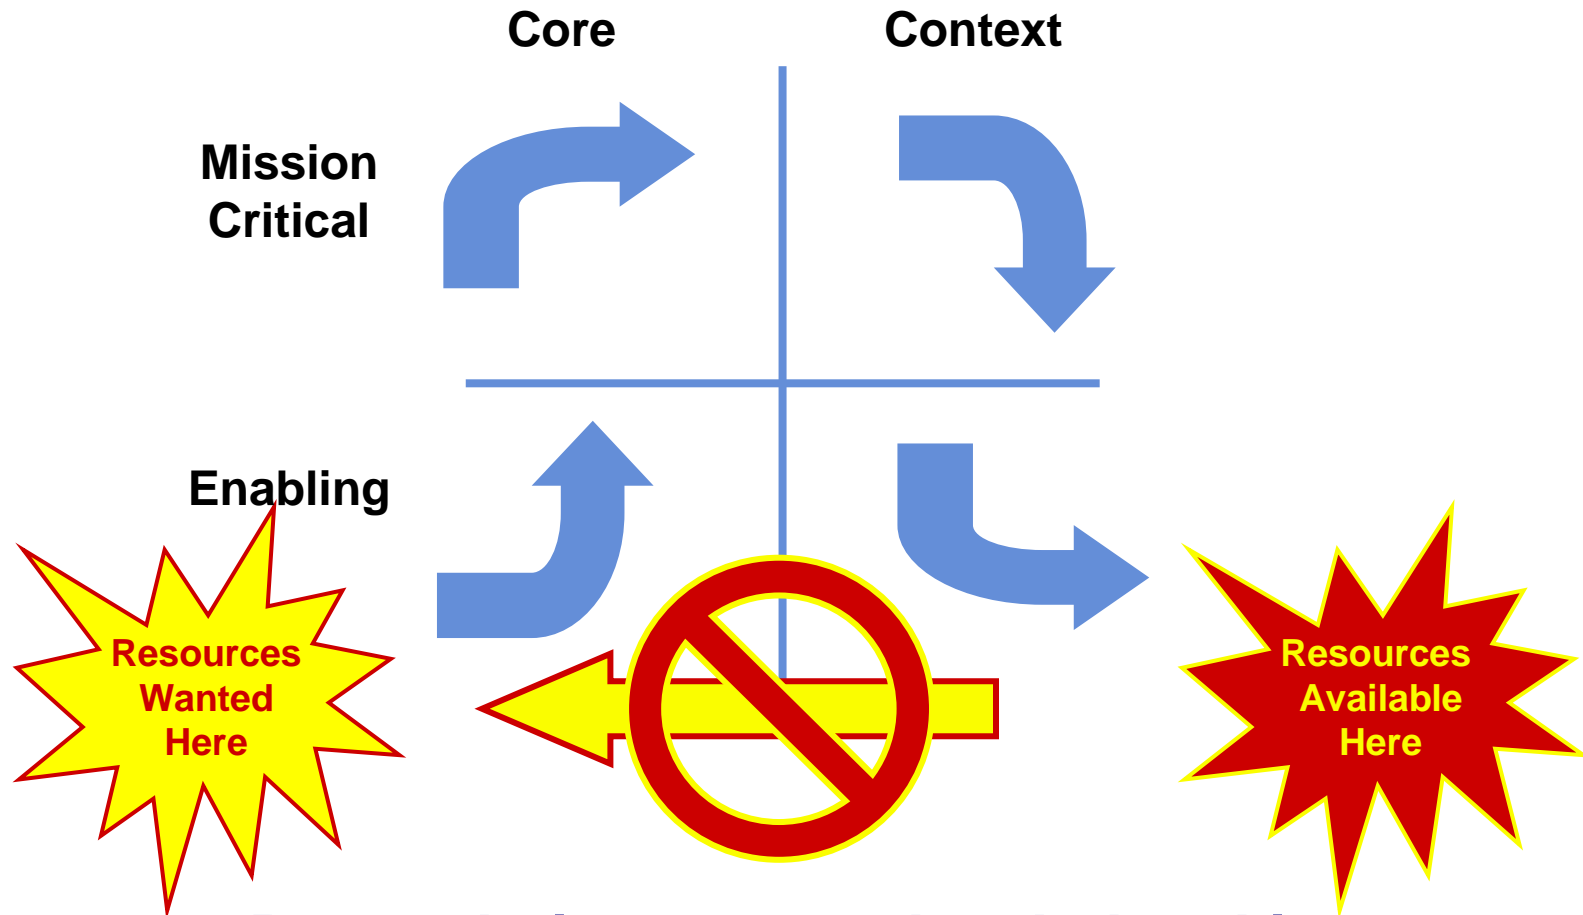 Core
Context
Mission
Critical
Enabling
Resources
Wanted
Here
Resources
Available
Here